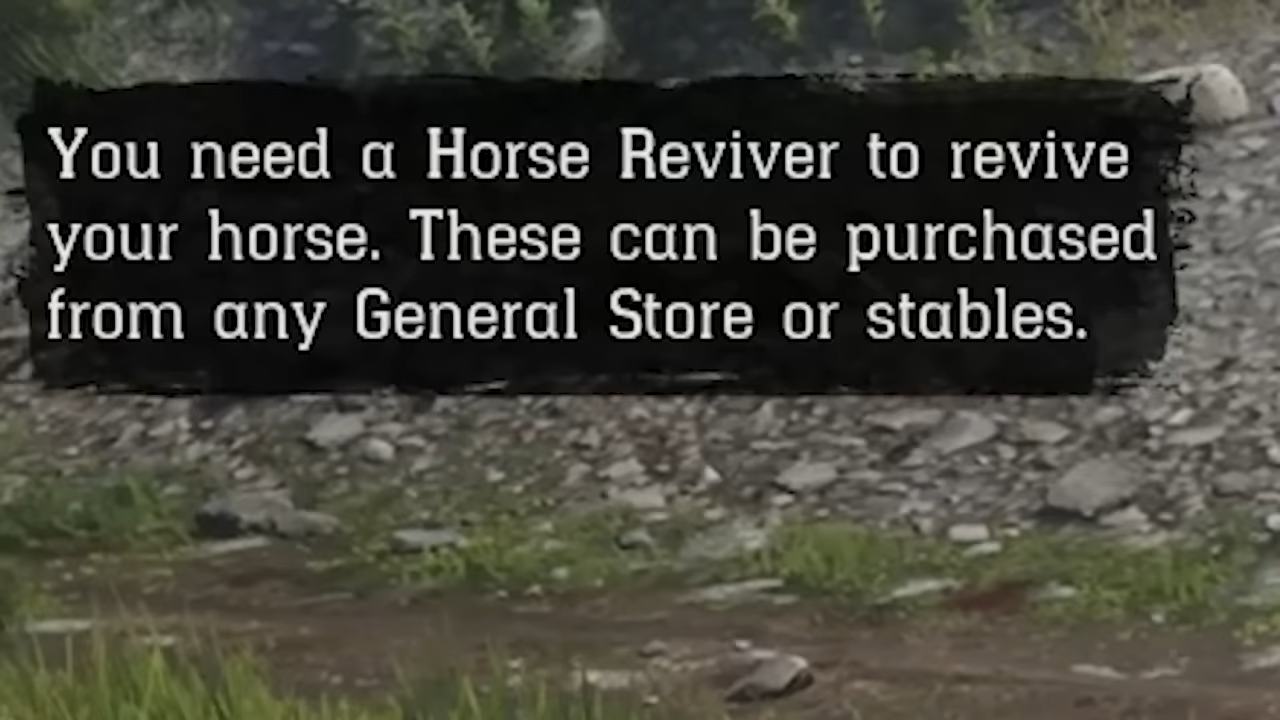 You need a Horse Reviver to revive
your horse. These can be purchased
from any General Store or stables.